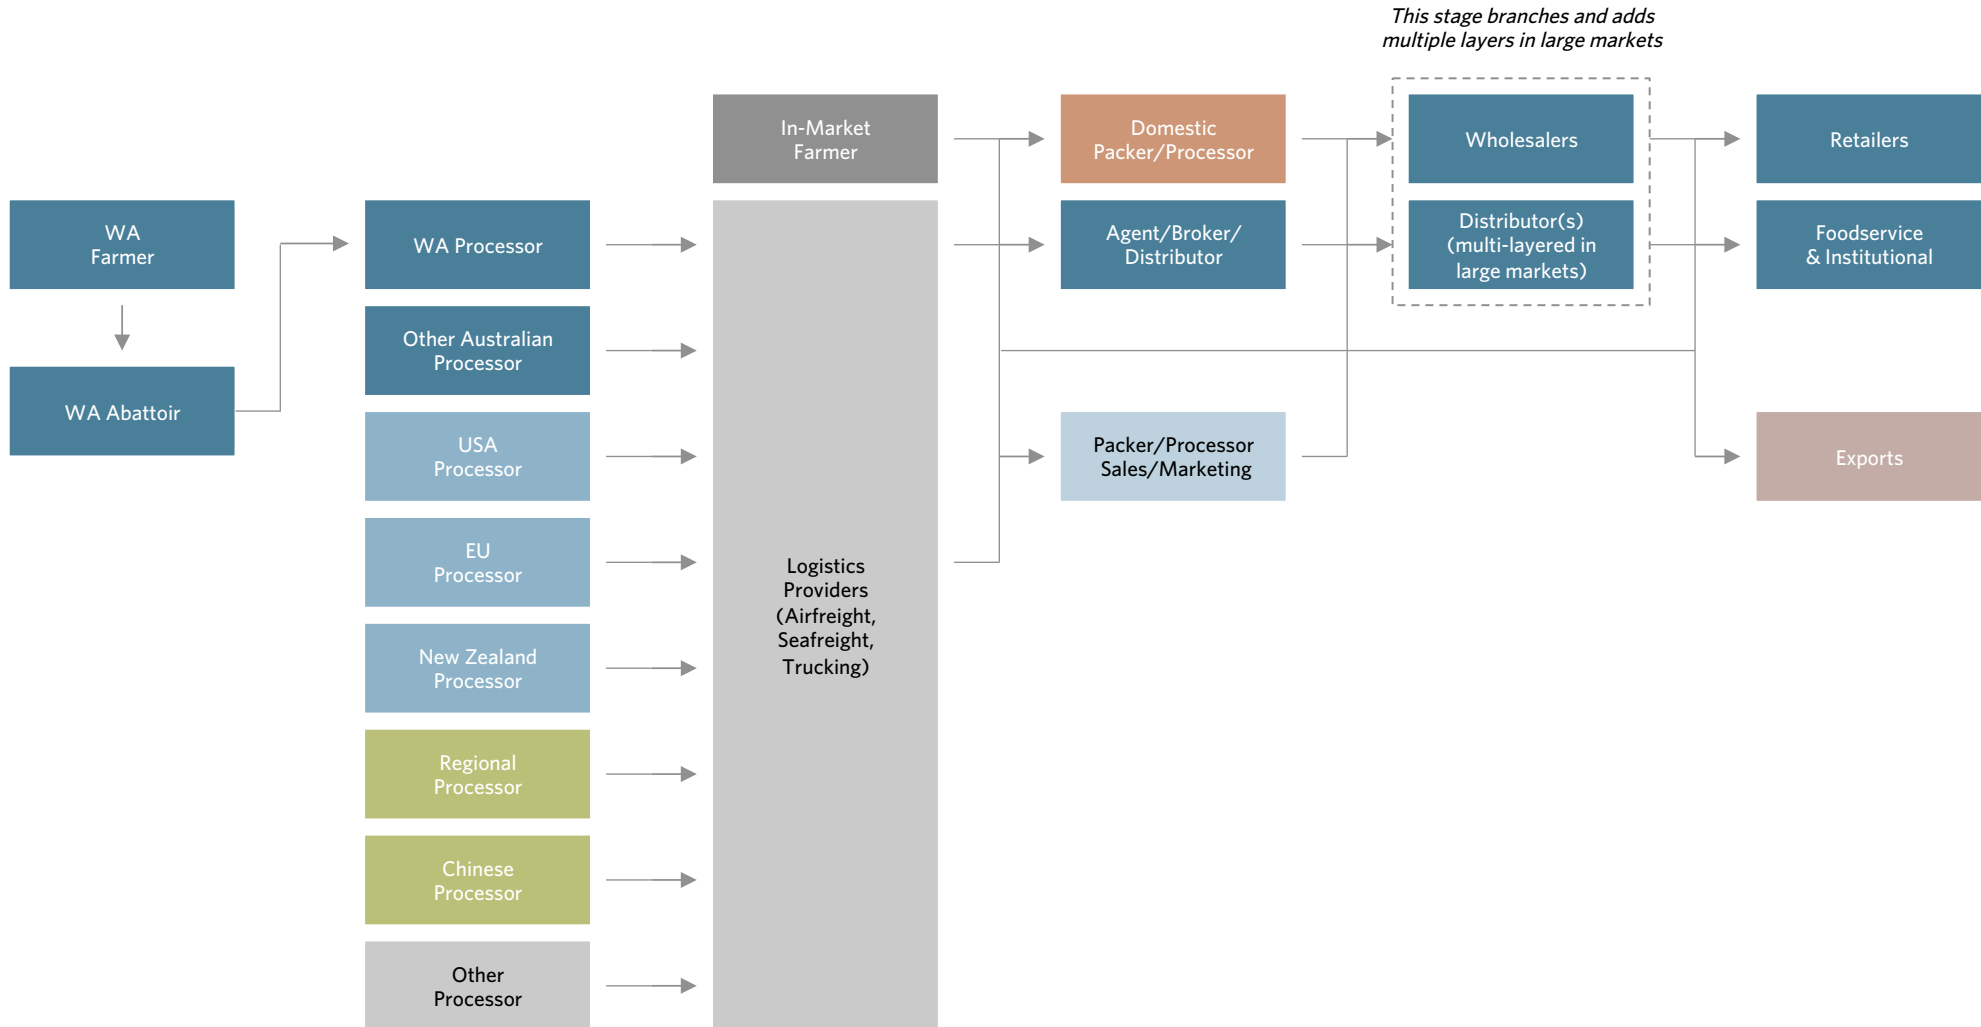 This stage branches and adds
multiple layers in large markets
WA
Farmer
WA Abattoir
WA Processor
Other Australian
Processor
USA
Processor
EU
Processor
New Zealand
Processor
Regional
Processor
Chinese
Processor
Other
Processor
In-Market
Farmer
Logistics
Providers
(Airfreight,
Seafreight,
Trucking)
Domestic
Packer/Processor
Agent/Broker/
Distributor
Packer/Processor
Sales/Marketing
Wholesalers
Distributor(s)
(multi-layered in
large markets)
Retailers
Foodservice
& Institutional
Exports